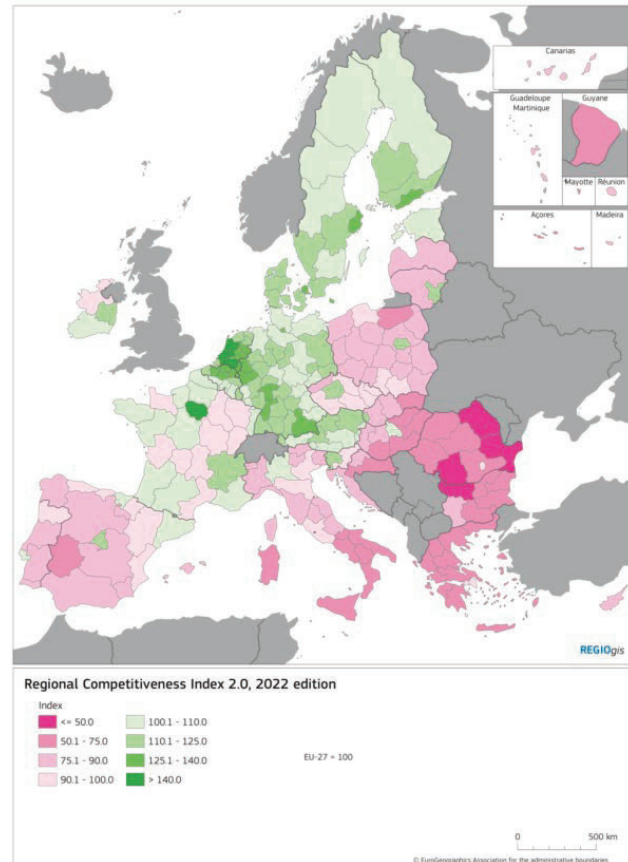 Canarias
Guadeloupe
Martinique
Guyane
Mayotte
Réunion
Açores
Madeira
REGIOgis
Regional Competitiveness Index 2.0, 2022 edition
Index
<= 50.0
50.1 - 75.0
75.1 - 90.0
90.1 - 100.0
100.1 - 110.0
110.1 - 125.0
125.1 - 140.0
> 140.0
EU-27 = 100
0 500 km
© EuroGeographics Association for the administrative boundaries